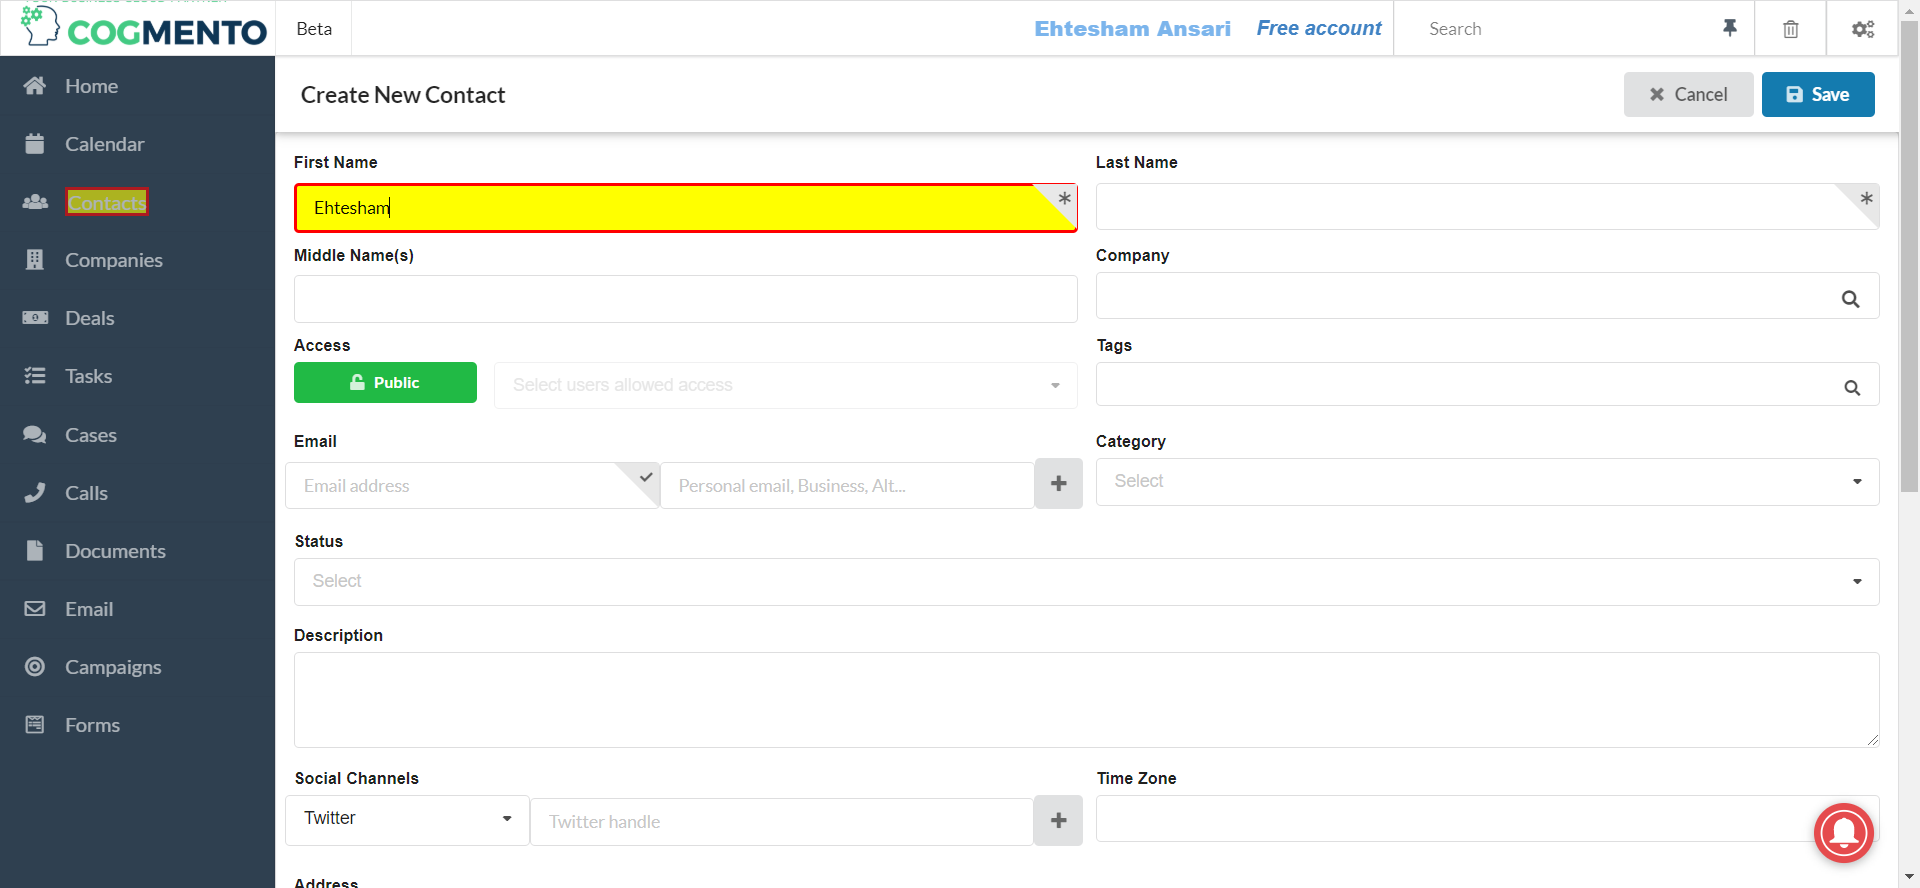 COGMENTO
Beta
Ehtesham Ansari
Free account
Search
Home
Calendar
Contacts
Companies
Deals
Tasks
Cases
Calls
Documents
Email
Campaigns
Forms
Create New Contact
Cancel
Save
First Name
Last Name
Ehtesham
Middle Name(s)
Company
Access
Tags
Public
Select users allowed access
Email
Category
Email address
Personal email, Business, Alt...
Select
Status
Select
Description
Social Channels
Time Zone
Twitter
Twitter handle
Address